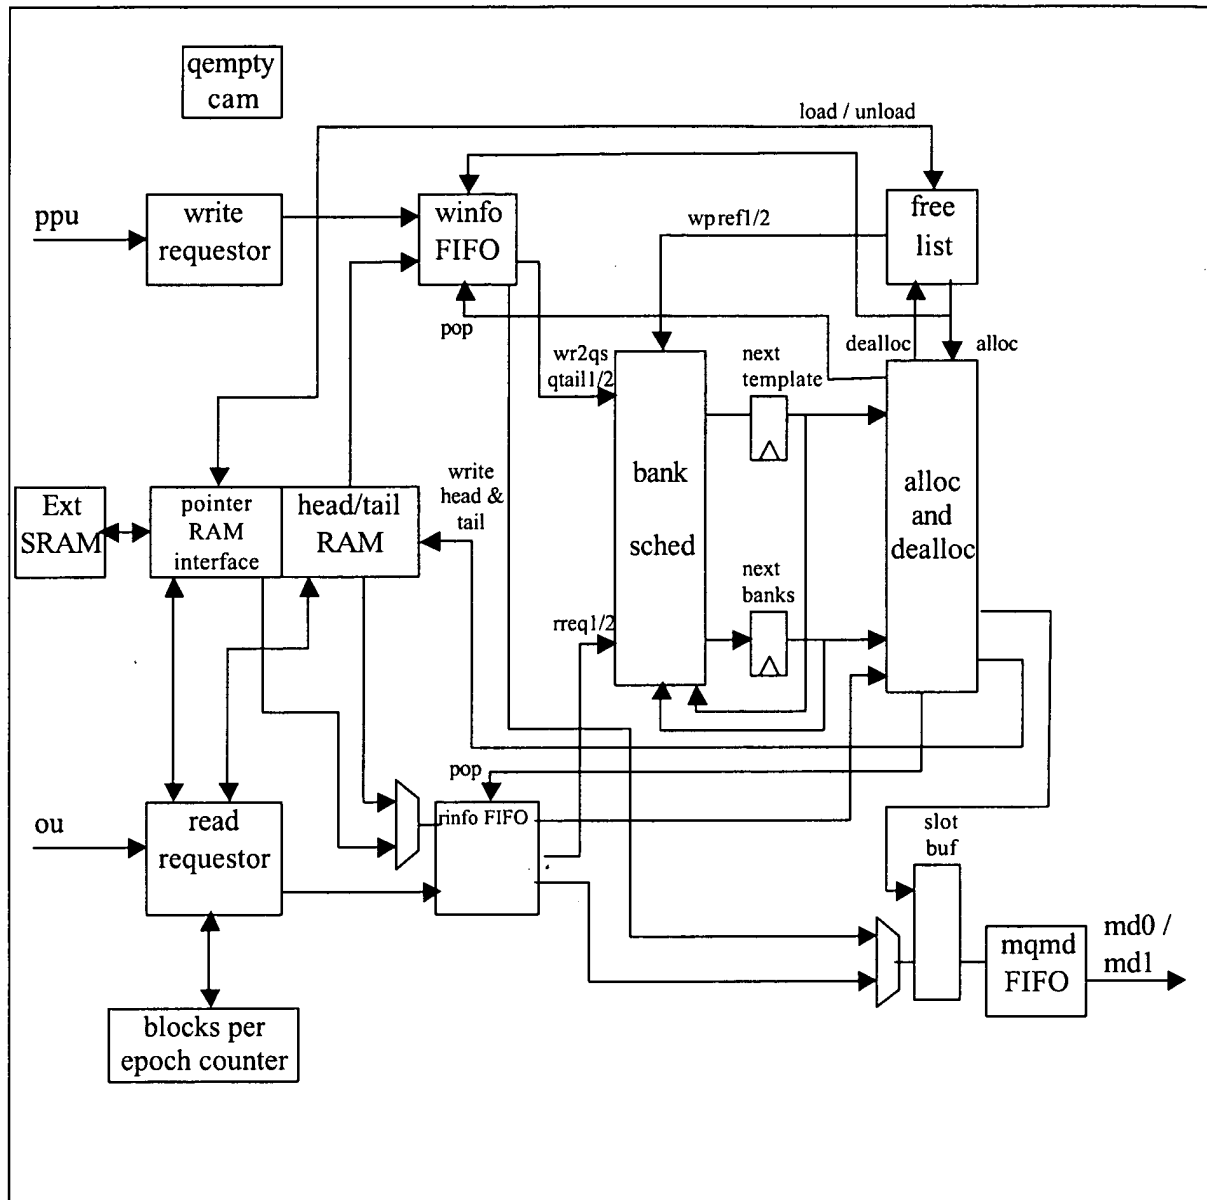 qempty
cam
load / unload
ppu
write
requestor
winfo
FIFO
wpref1/2
free
list
pop
dealloc
alloc
wr2qs
qtail1/2
next
template
bank
sched
alloc
and
dealloc
Ext
SRAM
pointer
RAM
interface
head/tail
RAM
write
head &
tail
next
banks
rreq1/2
pop
ou
read
requestor
rinfo FIFO
slot
buf
mqmd
FIFO
md0 /
md1
blocks per
epoch counter